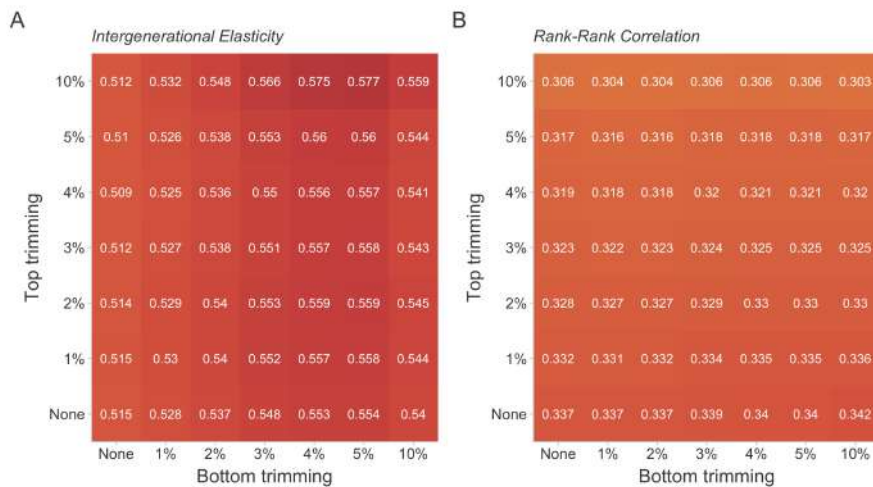 A
Intergenerational Elasticity
10% 0.512 0.532 0.548 0.566 0.575 0.577 0.559
5% 0.51 0.526 0.538 0.553 0.56 0.56 0.544
4% 0.509 0.525 0.536 0.55 0.556 0.557 0.541
3% 0.512 0.527 0.538 0.551 0.557 0.558 0.543
2% 0.514 0.529 0.54 0.553 0.559 0.559 0.545
1% 0.515 0.53 0.54 0.552 0.557 0.558 0.544
None 0.515 0.528 0.537 0.548 0.553 0.554 0.54
None 1% 2% 3% 4% 5% 10%
Top trimming
Bottom trimming
B
Rank-Rank Correlation
10% 0.306 0.304 0.304 0.306 0.306 0.306 0.303
5% 0.317 0.316 0.316 0.318 0.318 0.318 0.317
4% 0.319 0.318 0.318 0.32 0.321 0.321 0.32
3% 0.323 0.322 0.323 0.324 0.325 0.325 0.325
2% 0.328 0.327 0.327 0.329 0.33 0.33 0.33
1% 0.332 0.331 0.332 0.334 0.335 0.335 0.336
None 0.337 0.337 0.337 0.339 0.34 0.34 0.342
None 1% 2% 3% 4% 5% 10%
Top trimming
Bottom trimming